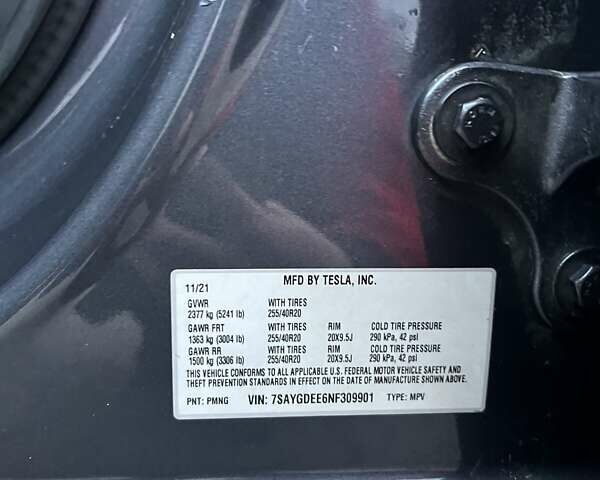 11/21 MFD BY TESLA, INC.
GVWR WITH TIRES
2377 kg (5241 lb) 255/40R20
GAWR FRT WITH TIRES RIM COLD TIRE PRESSURE
1363 kg (3004 lb) 255/40R20 20X9.5J 290 kPa, 42 psi
GAWR RR WITH TIRES RIM COLD TIRE PRESSURE
1500 kg (3306 lb) 255/40R20 20X9.5J 290 kPa, 42 psi
THIS VEHICLE CONFORMS TO ALL APPLICABLE U.S. FEDERAL MOTOR VEHICLE SAFETY AND
THEFT PREVENTION STANDARDS IN EFFECT ON THE DATE OF MANUFACTURE SHOWN ABOVE.
PNT: PMNG VIN: 7SAYGDEE6NF309901 TYPE: MPV